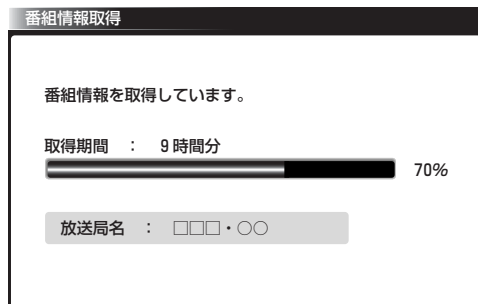 番組情報取得
番組情報を取得しています。
取得期間 : 9時間分
70%
放送局名 : □□□・○○